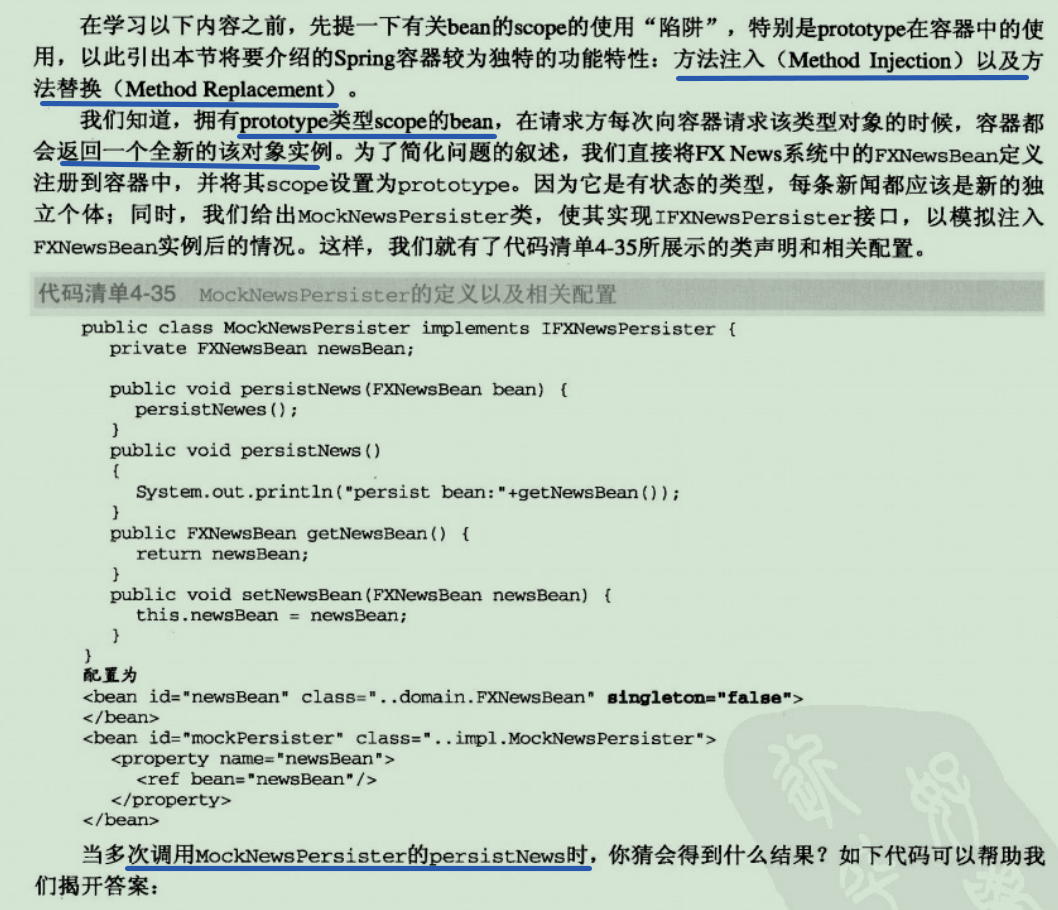 在学习以下内容之前，先提一下有关bean的scope的使用“陷阱”，特别是prototype在容器中的使
用，以此引出本节将要介绍的Spring容器较为独特的功能特性：方法注入（Method Injection）以及方
法替换（Method Replacement）。
我们知道，拥有prototype类型scope的bean，在请求方每次向容器请求该类型对象的时候，容器都
会返回一个全新的该对象实例。为了简化问题的叙述，我们直接将FX News系统中的FXNewsBean定义
注册到容器中，并将其scope设置为prototype。因为它是有状态的类型，每条新闻都应该是新的独
立个体；同时，我们给出MockNewsPersister类，使其实现IFXNewsPersister接口，以模拟注入
FXNewsBean实例后的情况。这样，我们就有了代码清单4-35所展示的类声明和相关配置。
代码清单4-35 MockNewsPersister的定义以及相关配置
public class MockNewsPersister implements IFXNewsPersister {
private FXNewsBean newsBean;
public void persistNews(FXNewsBean bean) {
persistNewes();
}
public void persistNews()
{
System.out.println("persist bean:"+getNewsBean());
}
public FXNewsBean getNewsBean() {
return newsBean;
}
public void setNewsBean(FXNewsBean newsBean) {
this.newsBean = newsBean;
}
}
配置为
<bean id="newsBean" class="..domain.FXNewsBean" singleton="false">
</bean>
<bean id="mockPersister" class="..impl.MockNewsPersister">
<property name="newsBean">
<ref bean="newsBean"/>
</property>
</bean>
当多次调用MockNewsPersister的persistNews时，你猜会得到什么结果？如下代码可以帮助我
们揭开答案：